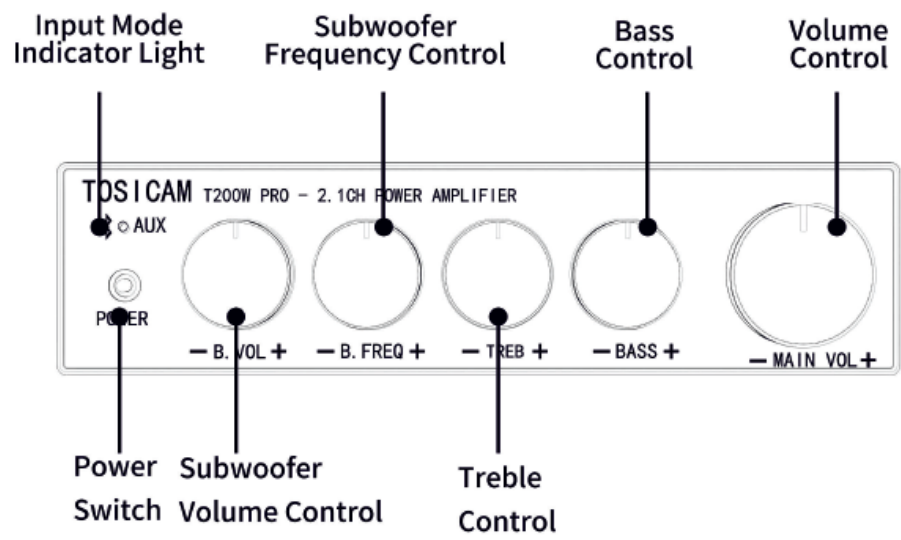 Input Mode
Indicator Light
Subwoofer
Frequency Control
Bass
Control
Volume
Control
TOSICAM T200W PRO - 2.1CH POWER AMPLIFIER
AUX
POWER
− B.VOL +
− B.FREQ +
− TREB +
− BASS +
− MAIN VOL +
Power
Switch
Subwoofer
Volume Control
Treble
Control